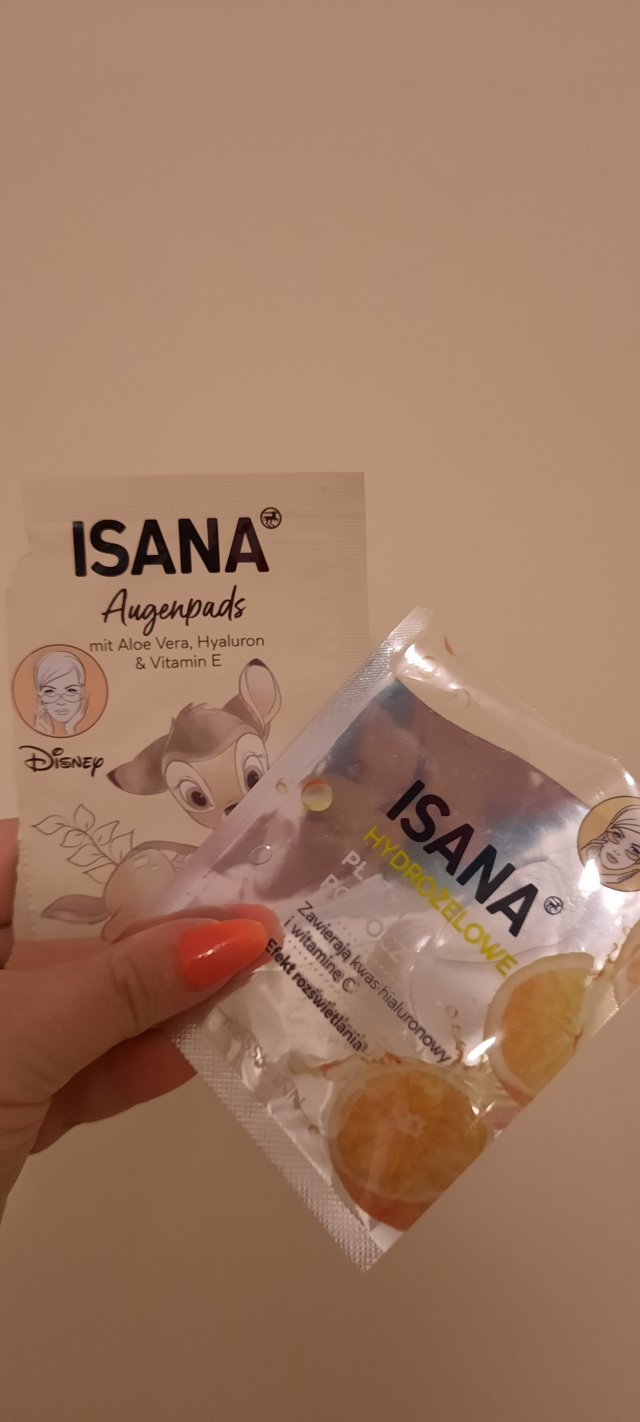 ISANA
Augenpads
mit Aloe Vera, Hyaluron
& Vitamin E
Disney
ISANA
HYDROŻELOWE
Zawierają kwas hialuronowy
i witaminę C
Efekt rozświetlania